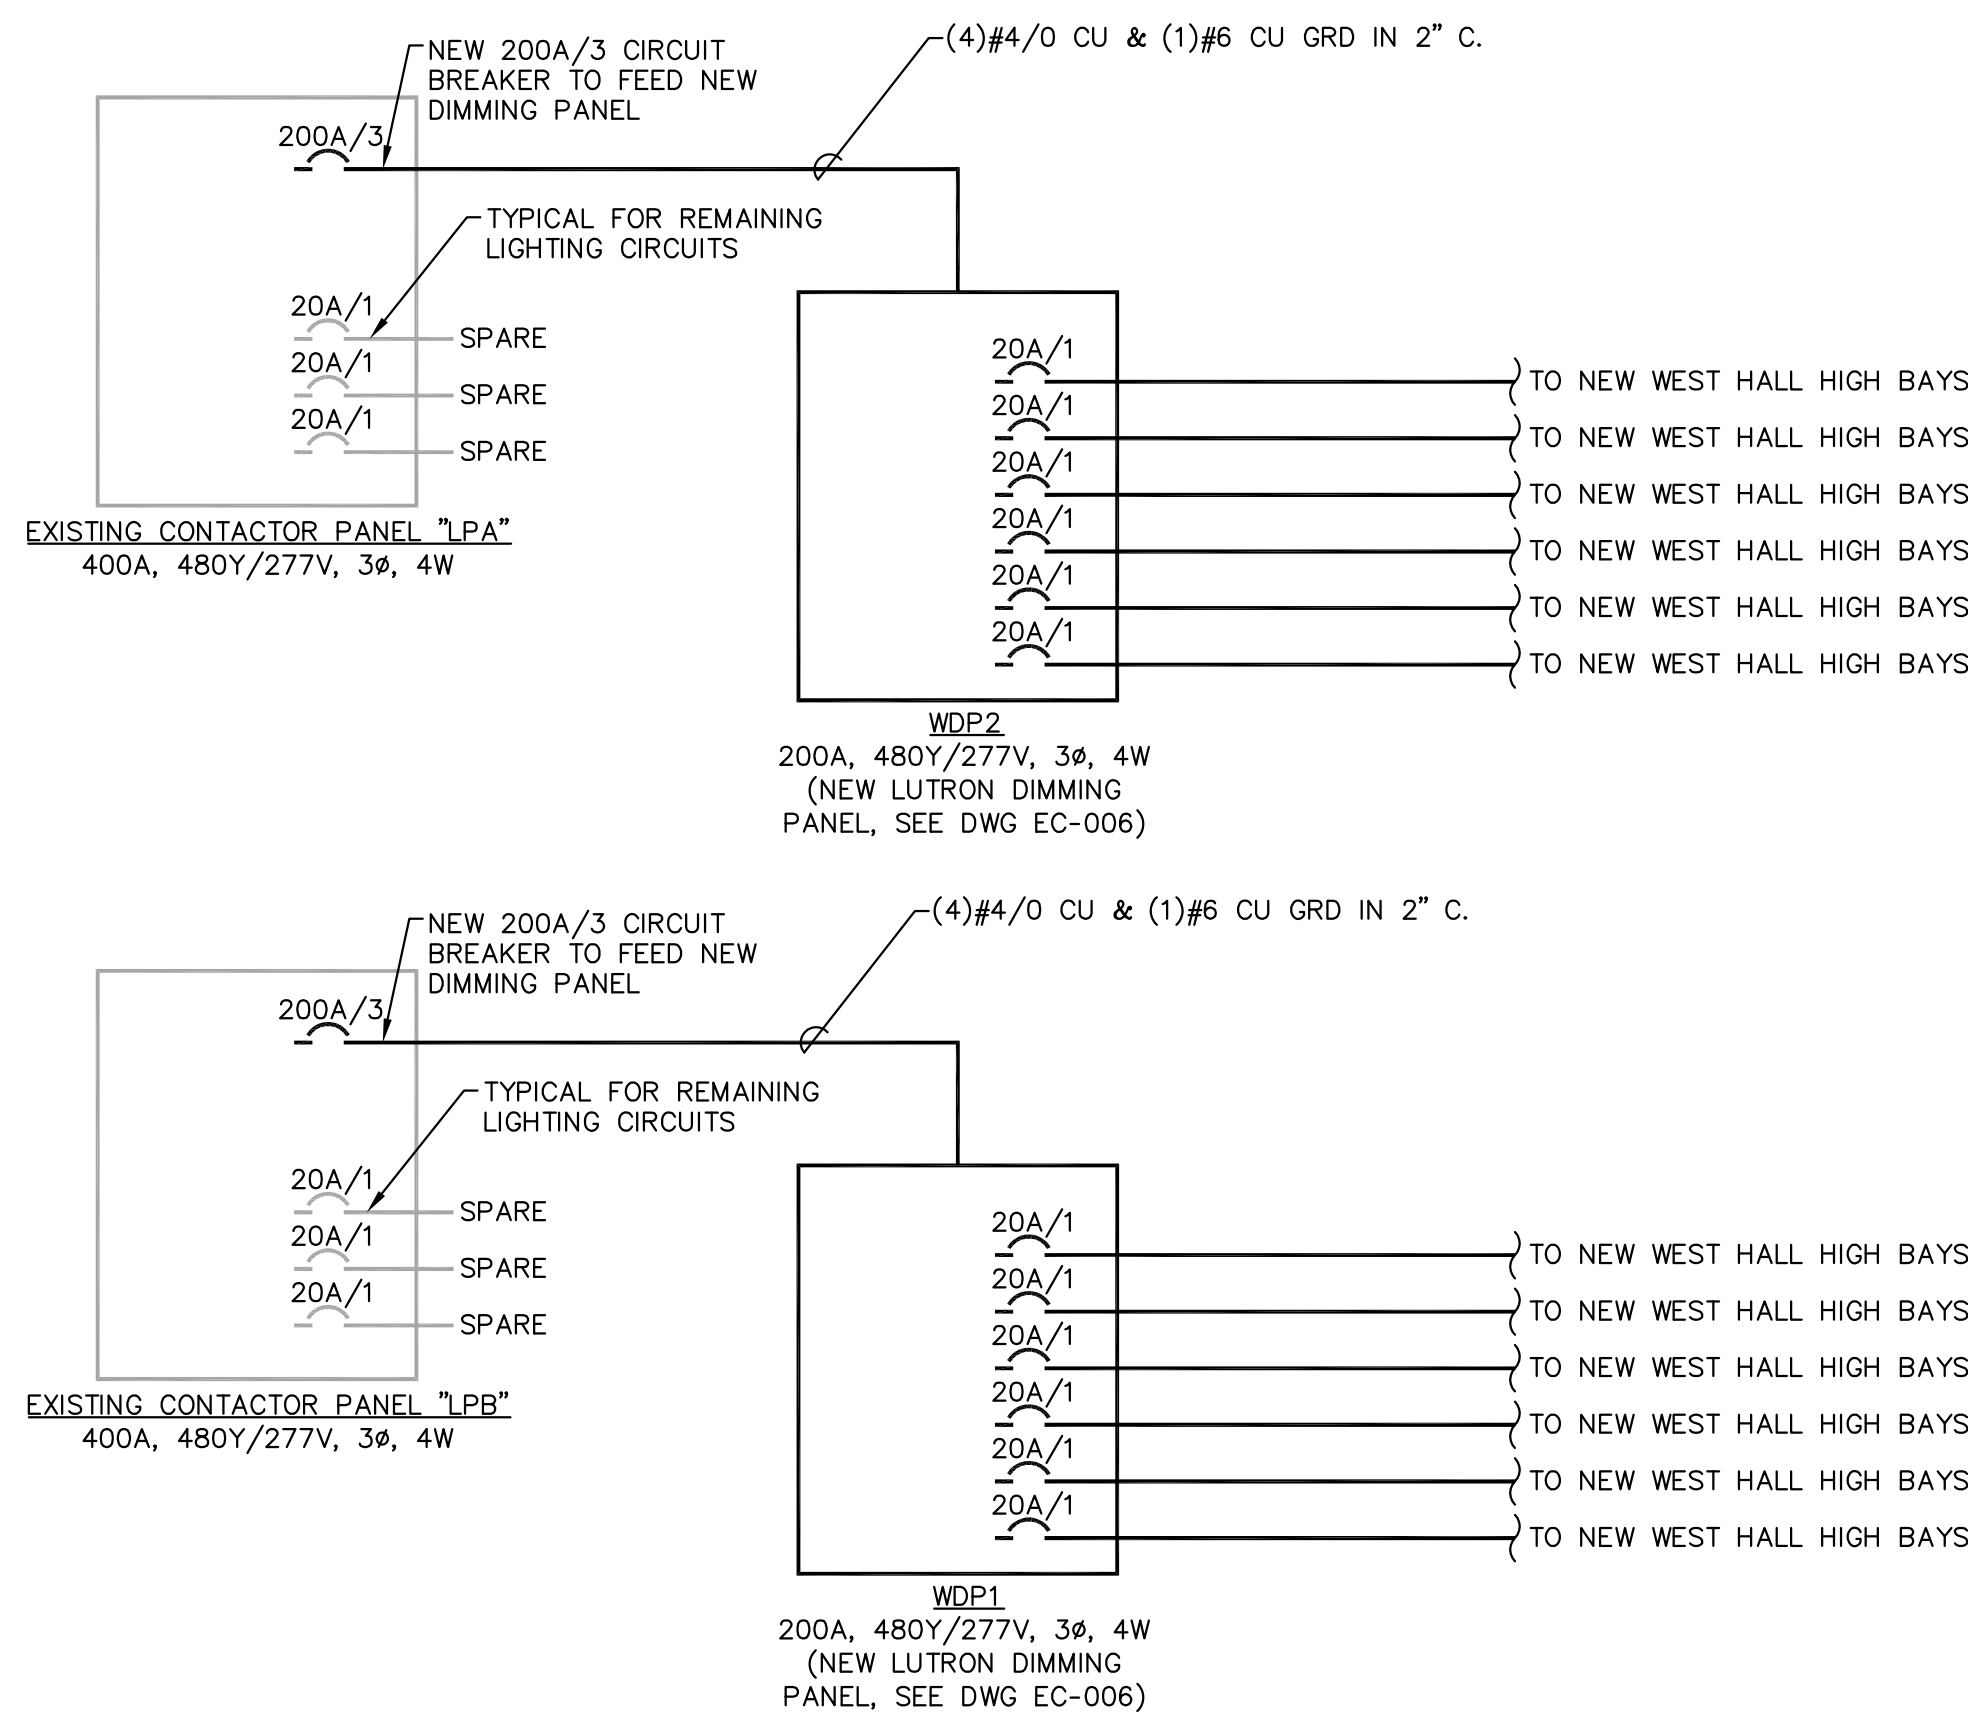 (4)#4/0 CU & (1)#6 CU GRD IN 2” C.
NEW 200A/3 CIRCUIT
BREAKER TO FEED NEW
DIMMING PANEL
200A/3
TYPICAL FOR REMAINING
LIGHTING CIRCUITS
20A/1
SPARE
20A/1
SPARE
20A/1
SPARE
EXISTING CONTACTOR PANEL ”LPA”
400A, 480Y/277V, 3ø, 4W
20A/1
TO NEW WEST HALL HIGH BAYS
20A/1
TO NEW WEST HALL HIGH BAYS
20A/1
TO NEW WEST HALL HIGH BAYS
20A/1
TO NEW WEST HALL HIGH BAYS
20A/1
TO NEW WEST HALL HIGH BAYS
20A/1
TO NEW WEST HALL HIGH BAYS
WDP2
200A, 480Y/277V, 3ø, 4W
(NEW LUTRON DIMMING
PANEL, SEE DWG EC-006)
(4)#4/0 CU & (1)#6 CU GRD IN 2” C.
NEW 200A/3 CIRCUIT
BREAKER TO FEED NEW
DIMMING PANEL
200A/3
TYPICAL FOR REMAINING
LIGHTING CIRCUITS
20A/1
SPARE
20A/1
SPARE
20A/1
SPARE
EXISTING CONTACTOR PANEL ”LPB”
400A, 480Y/277V, 3ø, 4W
20A/1
TO NEW WEST HALL HIGH BAYS
20A/1
TO NEW WEST HALL HIGH BAYS
20A/1
TO NEW WEST HALL HIGH BAYS
20A/1
TO NEW WEST HALL HIGH BAYS
20A/1
TO NEW WEST HALL HIGH BAYS
20A/1
TO NEW WEST HALL HIGH BAYS
WDP1
200A, 480Y/277V, 3ø, 4W
(NEW LUTRON DIMMING
PANEL, SEE DWG EC-006)